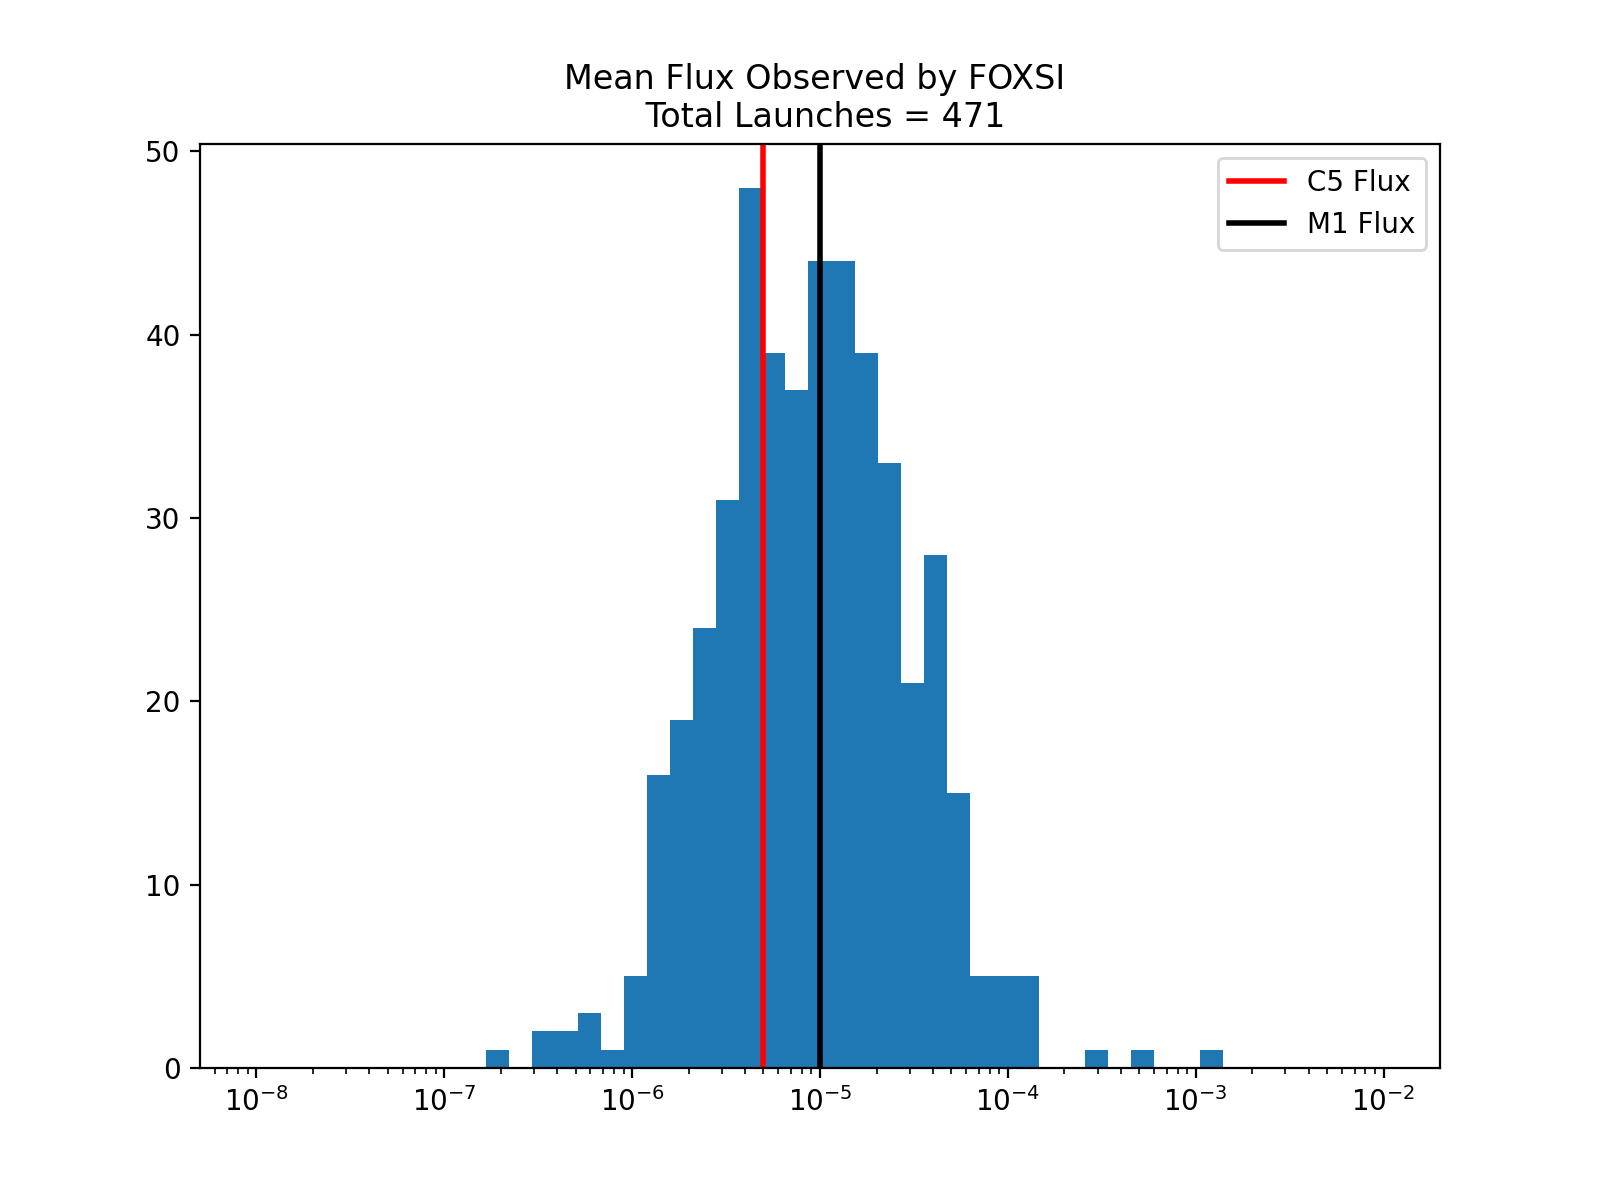 Mean Flux Observed by FOXSI
Total Launches = 471
C5 Flux
M1 Flux
50
40
30
20
10
0
10⁻⁸ 10⁻⁷ 10⁻⁶ 10⁻⁵ 10⁻⁴ 10⁻³ 10⁻²